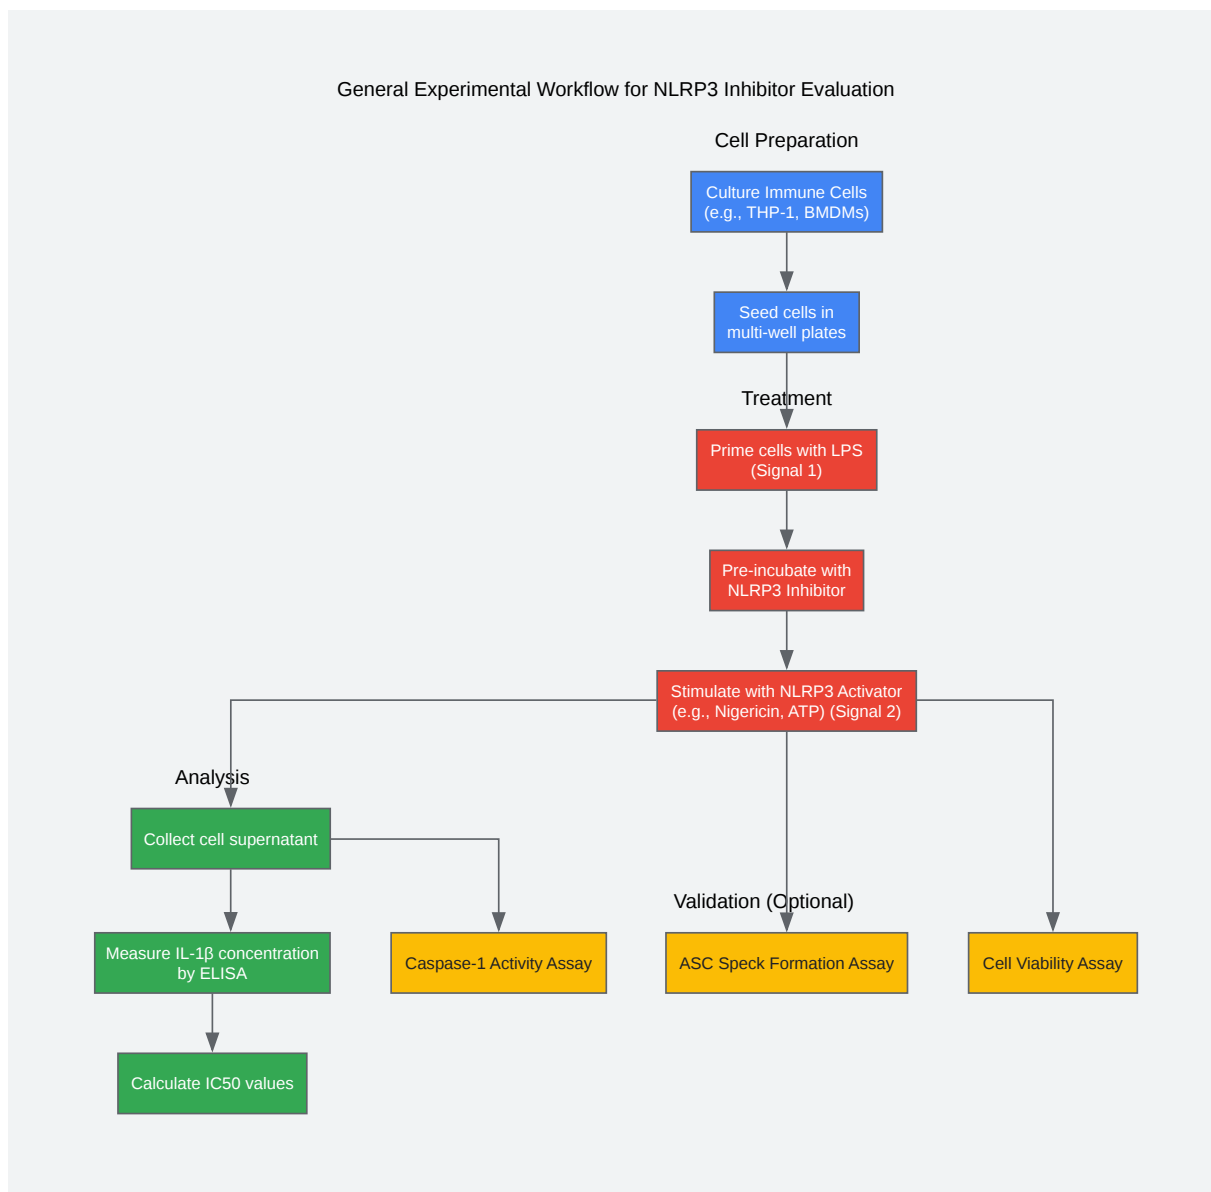 General Experimental Workflow for NLRP3 Inhibitor Evaluation
Cell Preparation
Culture Immune Cells
(e.g., THP-1, BMDMs)
Seed cells in
multi-well plates
Treatment
Prime cells with LPS
(Signal 1)
Pre-incubate with
NLRP3 Inhibitor
Stimulate with NLRP3 Activator
(e.g., Nigericin, ATP) (Signal 2)
Analysis
Collect cell supernatant
Validation (Optional)
Measure IL-1β concentration
by ELISA
Caspase-1 Activity Assay
ASC Speck Formation Assay
Cell Viability Assay
Calculate IC50 values